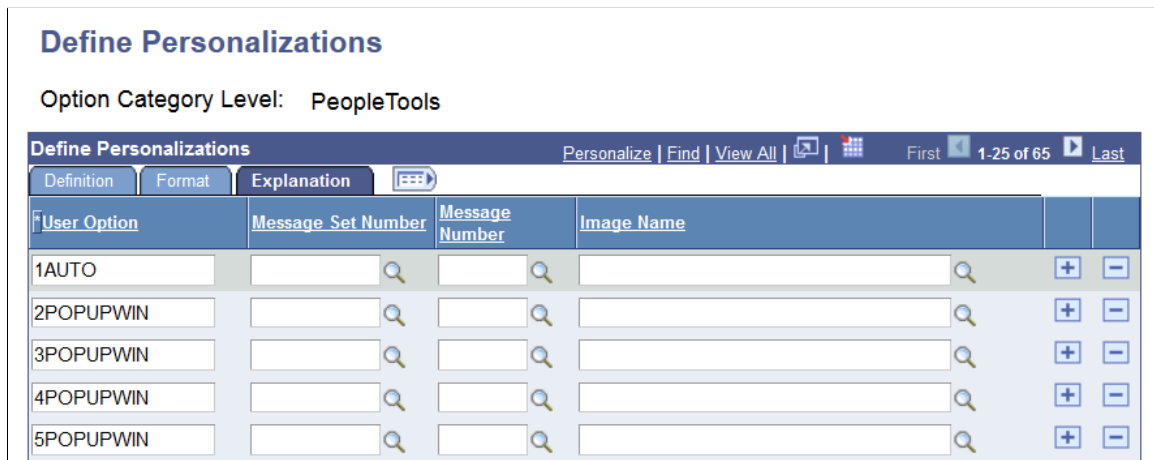 Define Personalizations
Option Category Level: PeopleTools
Define Personalizations Personalize | Find | View All | | First 1-25 of 65 Last
Definition Format Explanation
*User Option Message Set Number Message Number Image Name
1AUTO
2POPUPWIN
3POPUPWIN
4POPUPWIN
5POPUPWIN